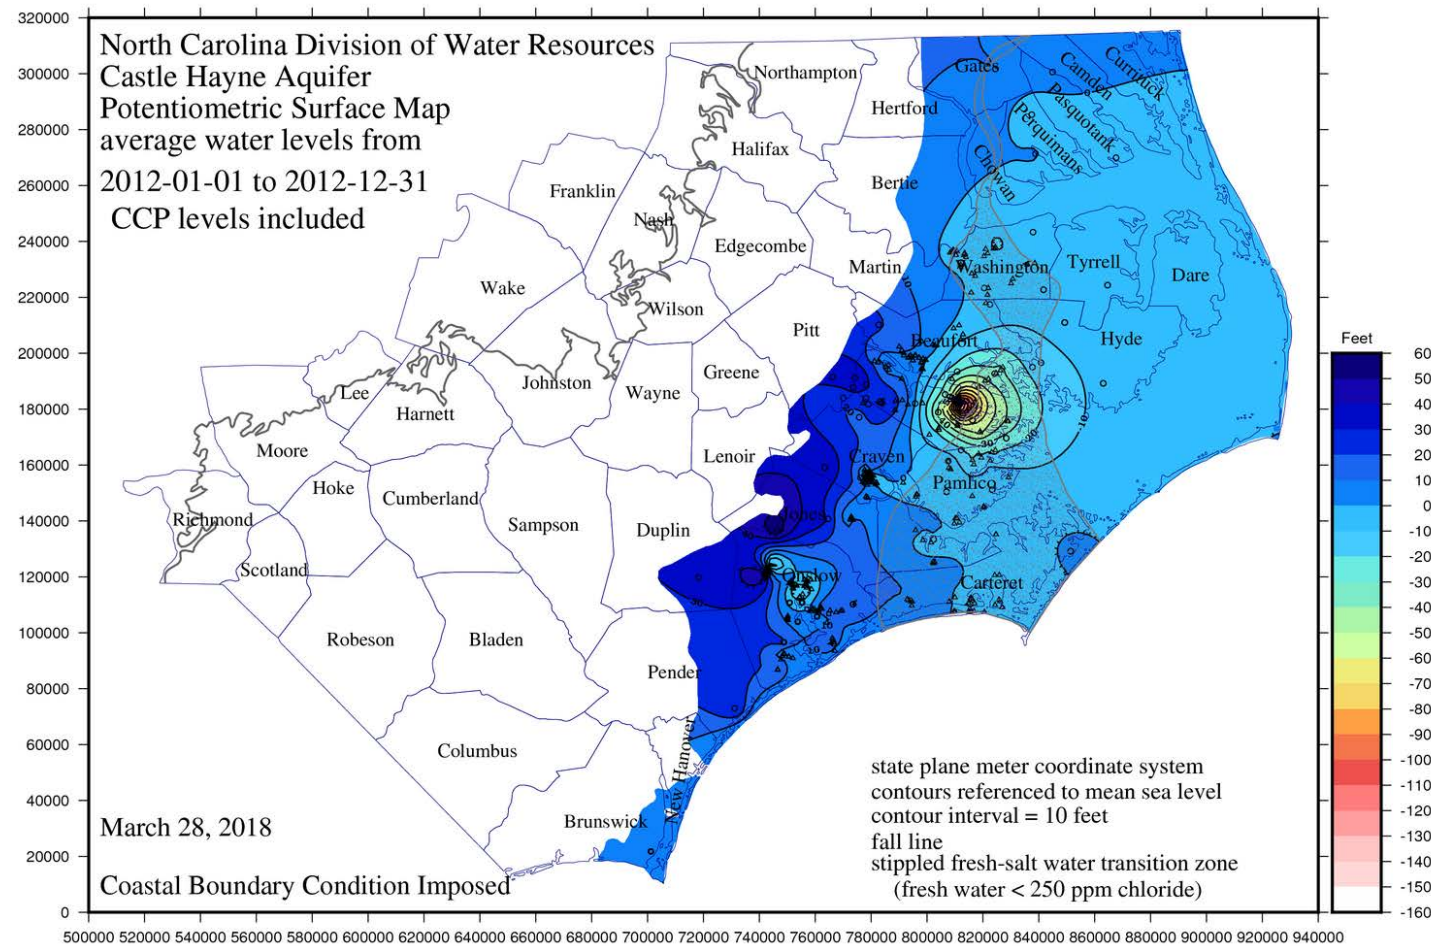 North Carolina Division of Water Resources
Castle Hayne Aquifer
Potentiometric Surface Map
average water levels from
2012-01-01 to 2012-12-31
CCP levels included
320000
300000
280000
260000
240000
220000
200000
180000
160000
140000
120000
100000
80000
60000
40000
20000
0
Northampton
Gates
Camden
Currituck
Hertford
Pasquotank
Perquimans
Halifax
Chowan
Bertie
Franklin
Nash
Edgecombe
Martin
Washington
Tyrrell
Dare
Wake
Wilson
Pitt
Beaufort
Hyde
Greene
Johnston
Wayne
Lee
Harnett
Moore
Lenoir
Craven
Pamlico
Hoke
Cumberland
Richmond
Sampson
Duplin
Jones
Scotland
Onslow
Carteret
Robeson
Bladen
Pender
Columbus
New Hanover
Brunswick
10
-10
-30
30
10
10
Feet
60
50
40
30
20
10
0
-10
-20
-30
-40
-50
-60
-70
-80
-90
-100
-110
-120
-130
-140
-150
-160
state plane meter coordinate system
contours referenced to mean sea level
contour interval = 10 feet
fall line
stippled fresh-salt water transition zone
(fresh water < 250 ppm chloride)
March 28, 2018
Coastal Boundary Condition Imposed
500000 520000 540000 560000 580000 600000 620000 640000 660000 680000 700000 720000 740000 760000 780000 800000 820000 840000 860000 880000 900000 920000 940000